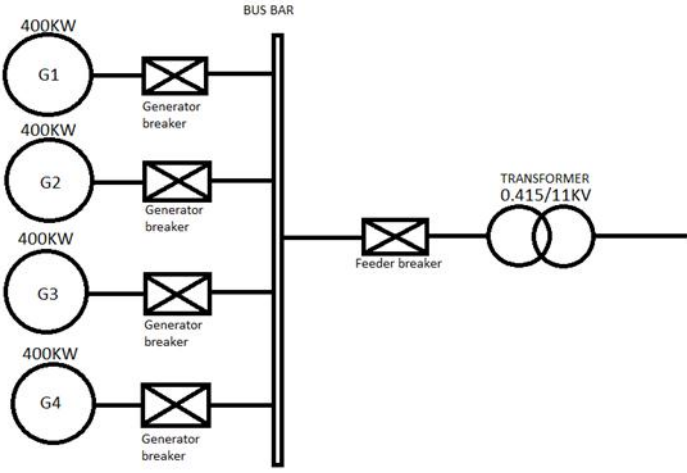 BUS BAR
400KW
G1
Generator
breaker
400KW
G2
Generator
breaker
TRANSFORMER
0.415/11KV
Feeder breaker
400KW
G3
Generator
breaker
400KW
G4
Generator
breaker